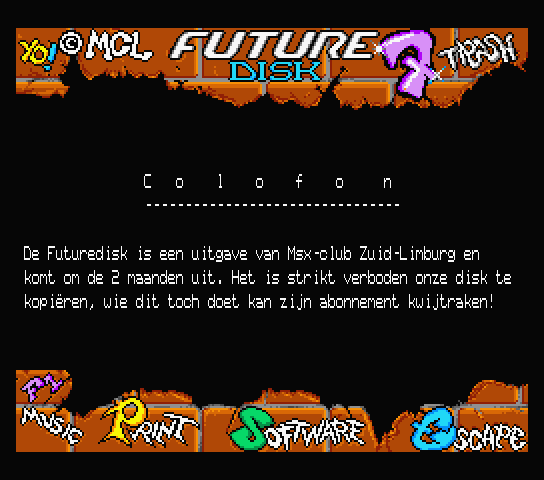 YO! © MCL FUTURE DISK 7 TRASH
C o l o f o n
-----------------------------
De Futuredisk is een uitgave van Msx-club Zuid-Limburg en
komt om de 2 maanden uit. Het is strikt verboden onze disk te
kopiëren, wie dit toch doet kan zijn abonnement kwijtraken!
F1 MUSIC PRINT SOFTWARE ESCAPE